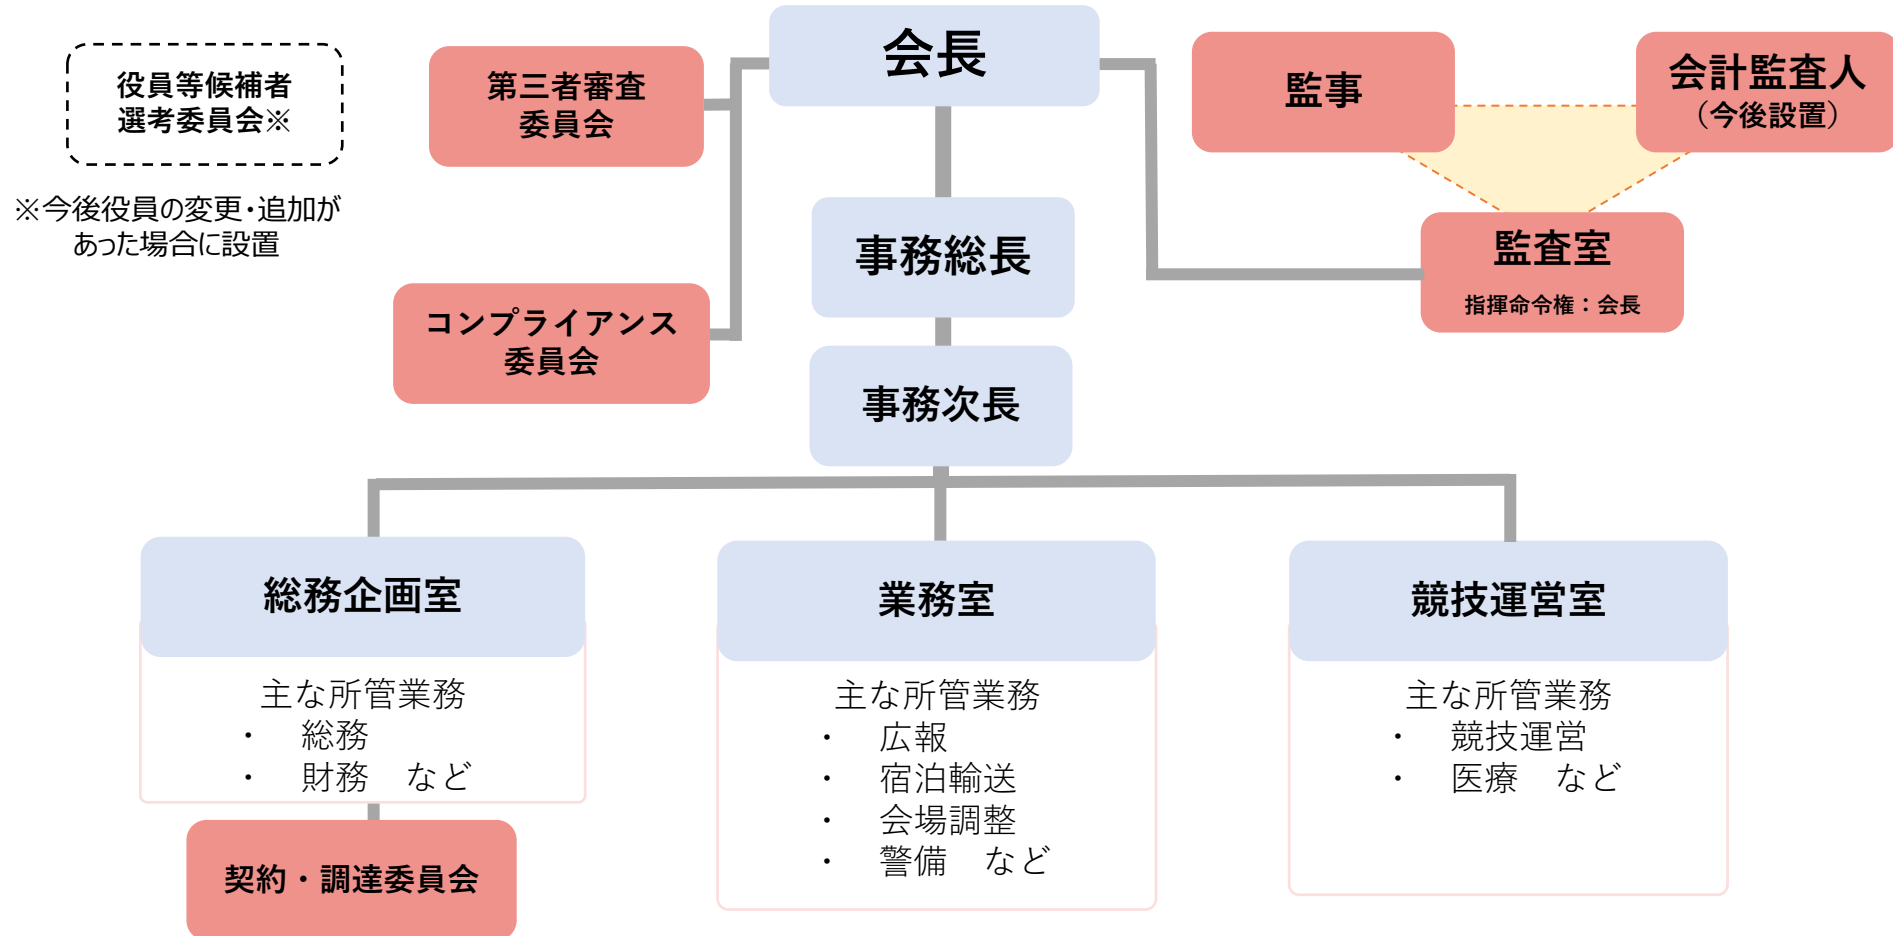 役員等候補者
選考委員会※
※今後役員の変更・追加が
あった場合に設置
第三者審査
委員会
コンプライアンス
委員会
会長
事務総長
事務次長
監事
会計監査人
（今後設置）
監査室
指揮命令権：会長
総務企画室
主な所管業務
・　総務
・　財務　など
契約・調達委員会
業務室
主な所管業務
・　広報
・　宿泊輸送
・　会場調整
・　警備　など
競技運営室
主な所管業務
・　競技運営
・　医療　など